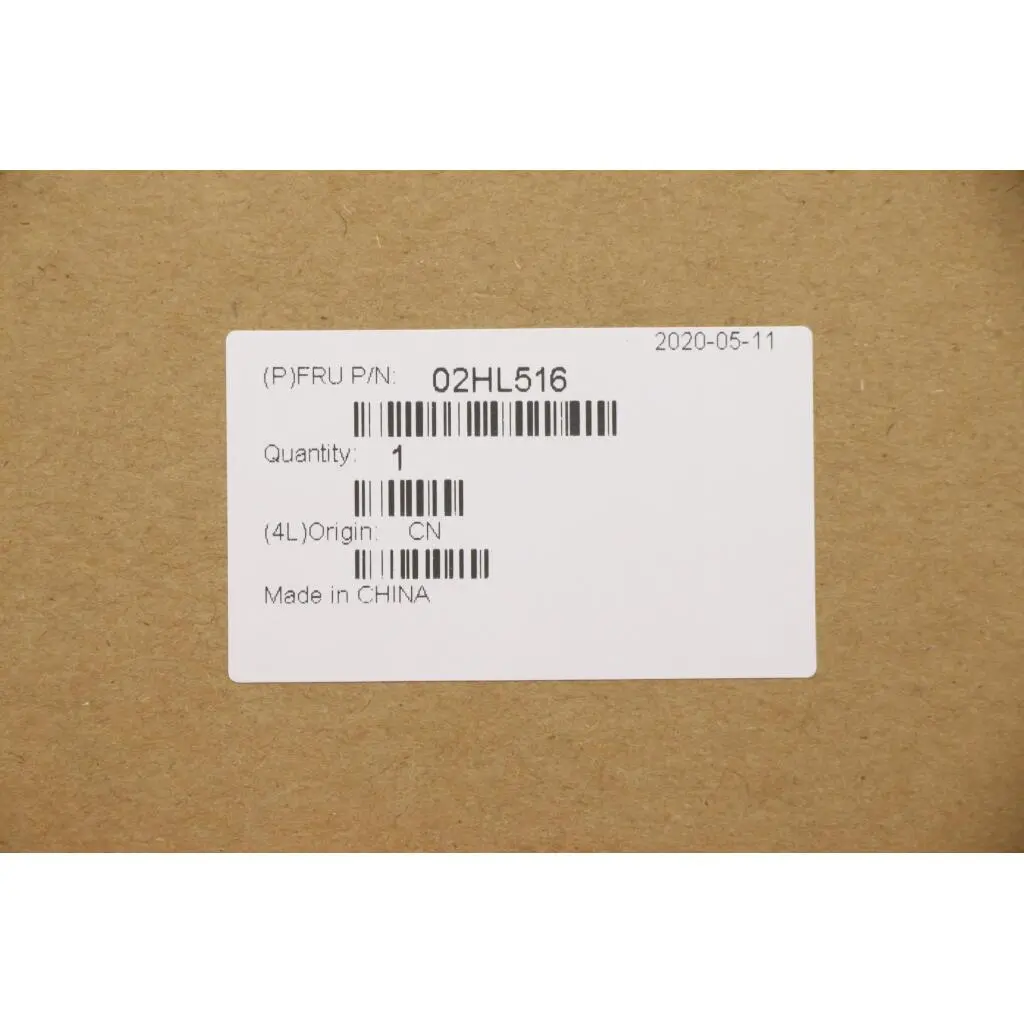 2020-05-11
(P)FRU P/N: 02HL516
Quantity: 1
(4L)Origin: CN
Made in CHINA